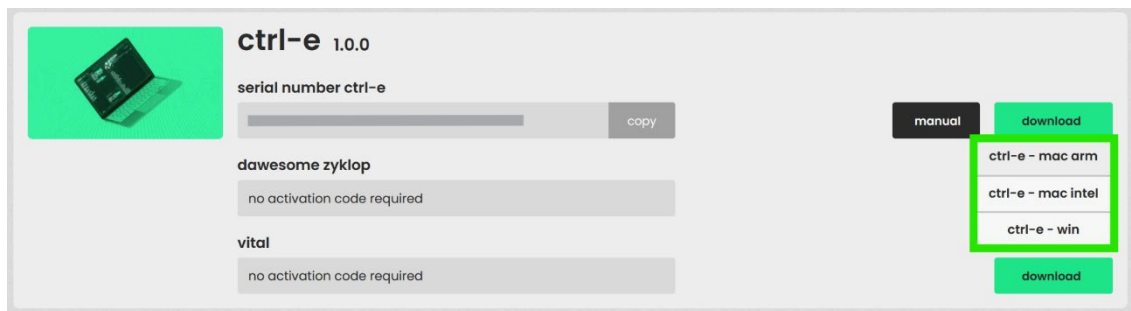 ctrl-e 1.0.0
serial number ctrl-e
copy
manual
download
dawesome zyklop
ctrl-e - mac arm
no activation code required
ctrl-e - mac intel
vital
ctrl-e - win
no activation code required
download